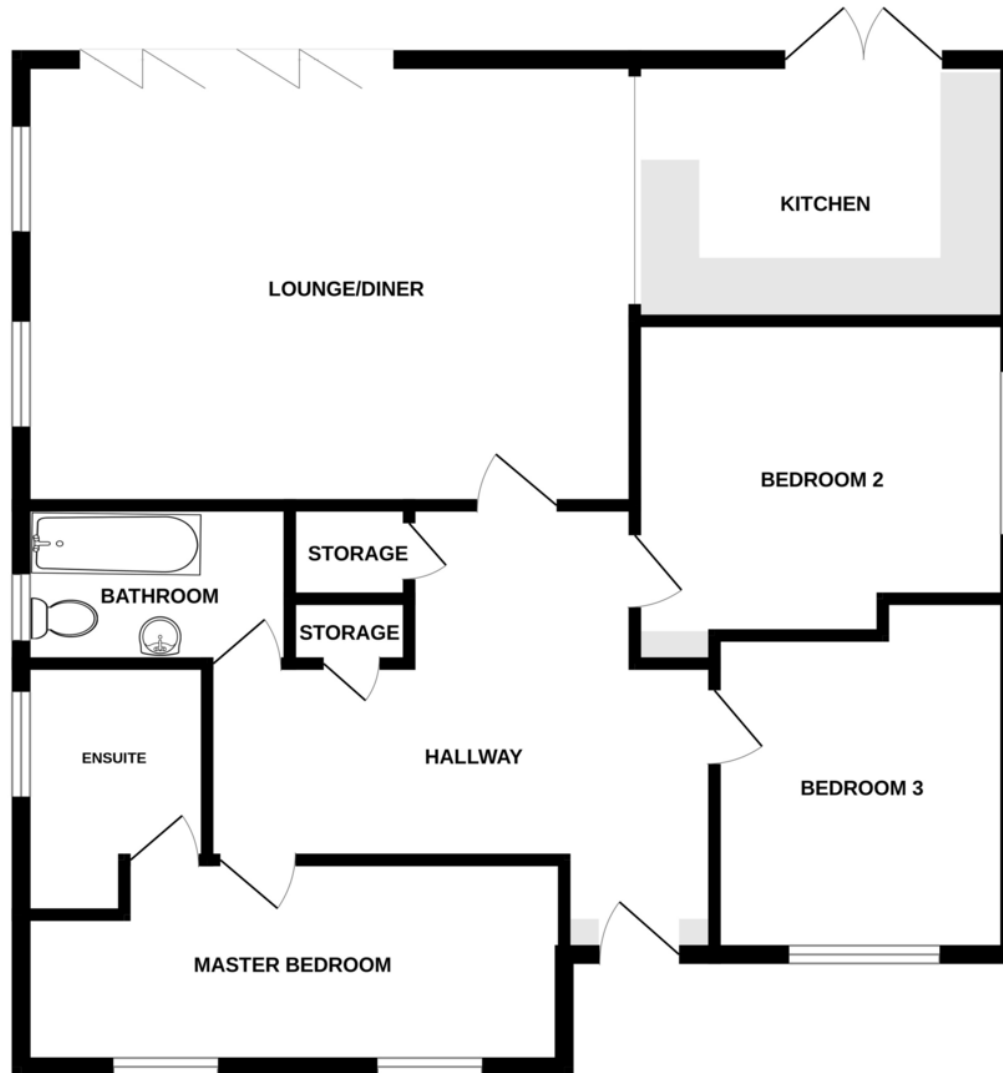 KITCHEN
LOUNGE/DINER
BEDROOM 2
STORAGE
BATHROOM
STORAGE
HALLWAY
ENSUITE
BEDROOM 3
MASTER BEDROOM